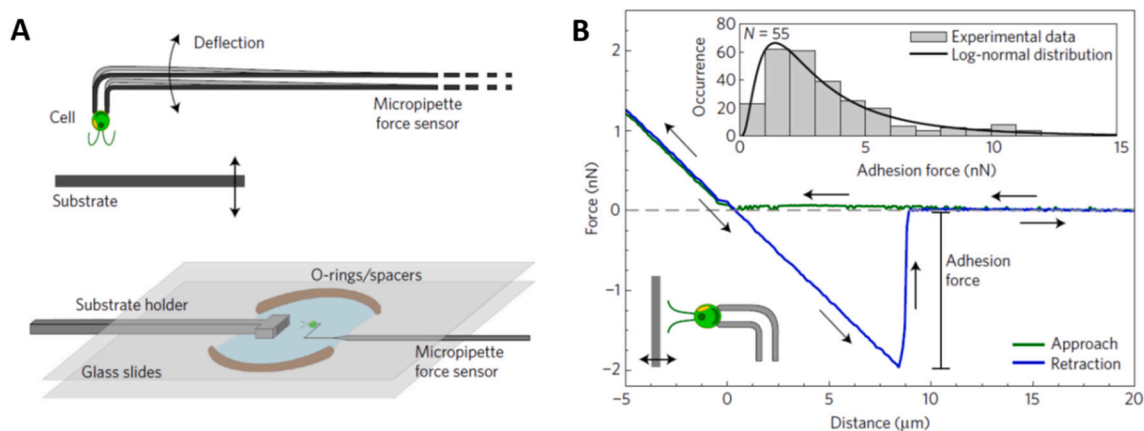 A
Deflection
Cell
Micropipette
force sensor
Substrate
O-rings/spacers
Substrate holder
Glass slides
Micropipette
force sensor
B
Force (nN)
2
1
0
−1
−2
−5
0
5
10
15
20
Distance (μm)
N = 55
Occurrence
80
60
40
20
0
0
5
10
15
Adhesion force (nN)
Experimental data
Log-normal distribution
Adhesion
force
Approach
Retraction